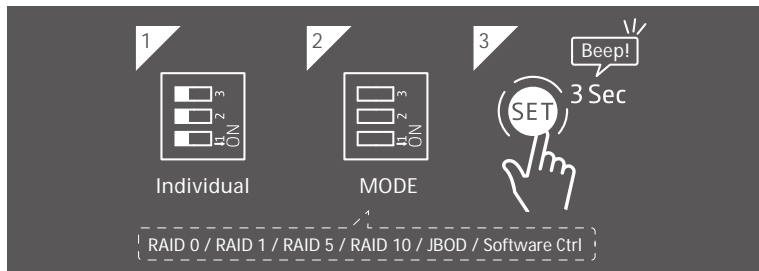 1
2
3
Beep!
3
2
1
ON
3
2
1
ON
SET
3 Sec
Individual
MODE
RAID 0 / RAID 1 / RAID 5 / RAID 10 / JBOD / Software Ctrl